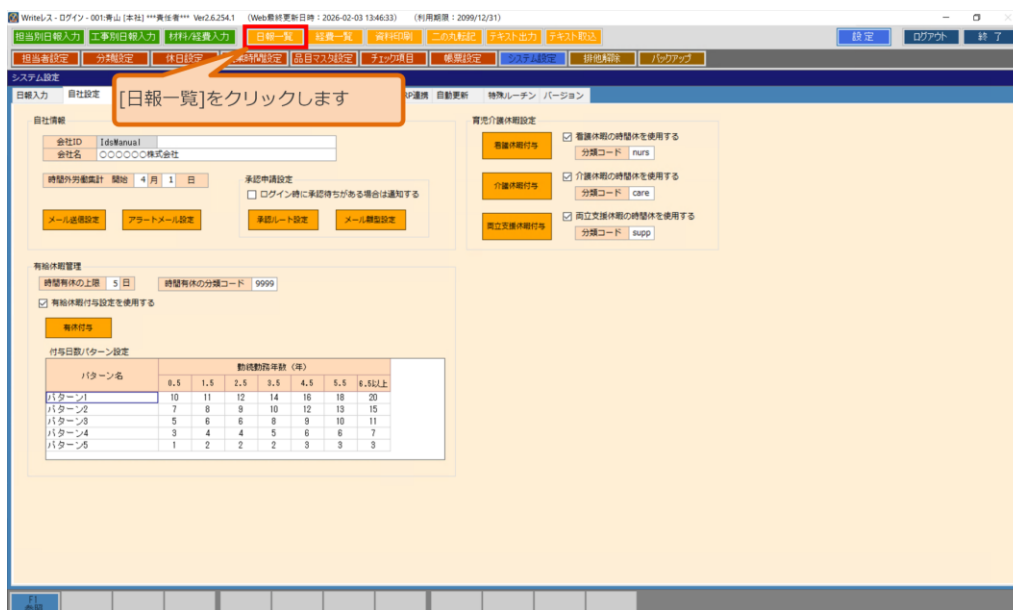 Writeレス - ログイン - 001:青山 [本社] ***責任者*** Ver2.6.254.1 (Web最終更新日時:2026-02-03 13:46:33) (利用期限:2099/12/31)
担当別日報入力 工事別日報入力 材料/経費入力 日報一覧 経費一覧 資料印刷 二の丸転記 テキスト出力 テキスト取込 設定 ログアウト 終了
担当者設定 分類設定 休日設定 時間設定 品目マスタ設定 チェック項目 帳票設定 システム設定 排他解除 バックアップ
システム設定
日報入力 自社設定 連携 自動更新 特殊ルーチン バージョン
[日報一覧]をクリックします
自社情報
会社ID IdsManual
会社名 〇〇〇〇〇〇株式会社
時間外労働集計 開始 4 月 1 日
承認申請設定
ログイン時に承認待ちがある場合は通知する
メール送信設定 アラートメール設定 承認ルート設定 メール雛型設定
育児介護休暇設定
看護休暇付与 看護休暇の時間休を使用する
分類コード nurs
介護休暇付与 介護休暇の時間休を使用する
分類コード care
両立支援休暇付与 両立支援休暇の時間休を使用する
分類コード supp
有給休暇管理
時間有休の上限 5 日 時間有休の分類コード 9999
有給休暇付与設定を使用する
有休付与
付与日数パターン設定
パターン名 勤続勤務年数(年)
0.5 1.5 2.5 3.5 4.5 5.5 6.5以上
パターン1 10 11 12 14 16 18 20
パターン2 7 8 9 10 12 13 15
パターン3 5 6 6 8 9 10 11
パターン4 3 4 4 5 6 6 7
パターン5 1 2 2 2 3 3 3
F1
参照